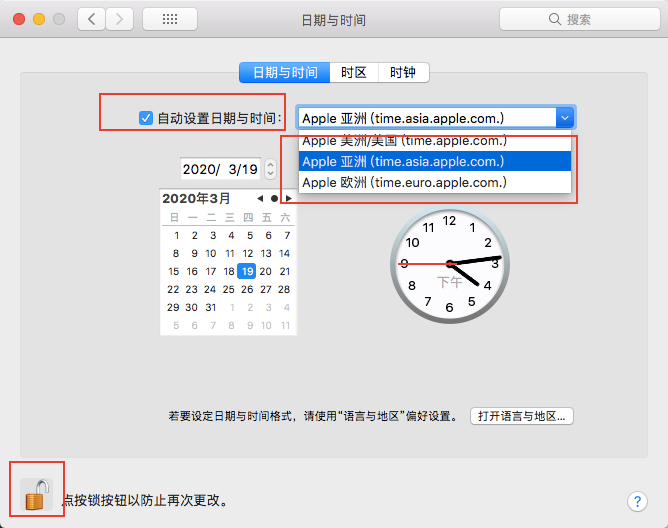 日期与时间
搜索
日期与时间 时区 时钟
自动设置日期与时间:
Apple 亚洲 (time.asia.apple.com.)
Apple 美洲/美国 (time.apple.com.)
Apple 亚洲 (time.asia.apple.com.)
Apple 欧洲 (time.euro.apple.com.)
2020/ 3/19
2020年3月
日 一 二 三 四 五 六
1 2 3 4 5 6 7
8 9 10 11 12 13 14
15 16 17 18 19 20 21
22 23 24 25 26 27 28
29 30 31 1 2 3 4
5 6 7 8 9 10 11
12 1 2 3 4 5 6 7 8 9 10 11
下午
若要设定日期与时间格式，请使用“语言与地区”偏好设置。
打开语言与地区...
点按锁按钮以防止再次更改。
?